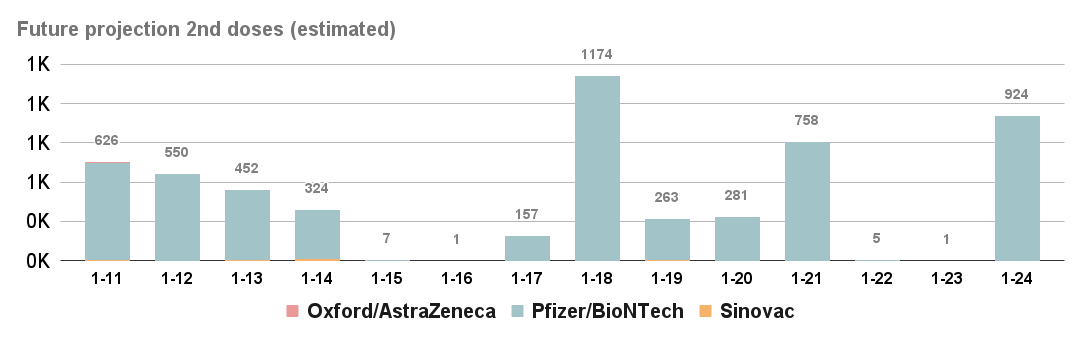 Future projection 2nd doses (estimated)
1K
1K
1K
1K
0K
0K
626
550
452
324
7
1
157
1174
263
281
758
5
1
924
1-11
1-12
1-13
1-14
1-15
1-16
1-17
1-18
1-19
1-20
1-21
1-22
1-23
1-24
Oxford/AstraZeneca
Pfizer/BioNTech
Sinovac